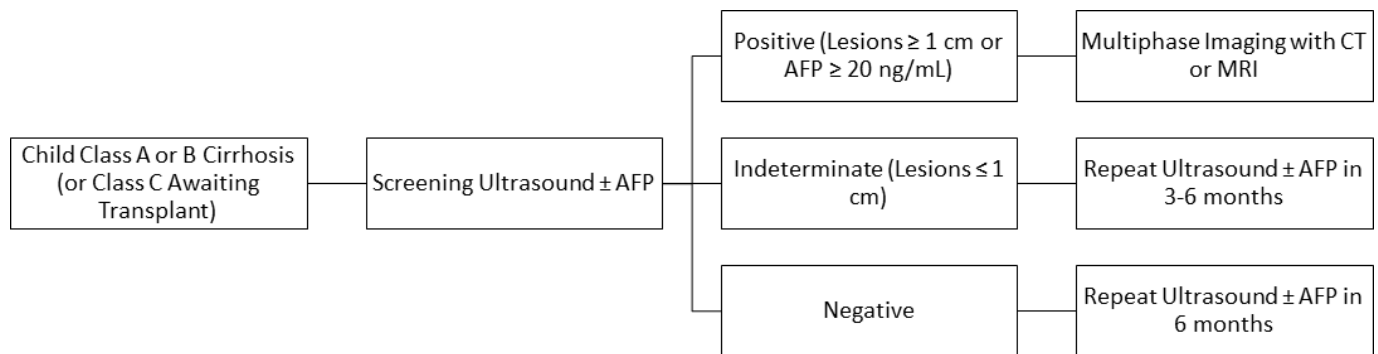 Child Class A or B Cirrhosis
(or Class C Awaiting
Transplant)
Screening Ultrasound ± AFP
Positive (Lesions ≥ 1 cm or
AFP ≥ 20 ng/mL)
Multiphase Imaging with CT
or MRI
Indeterminate (Lesions ≤ 1
cm)
Repeat Ultrasound ± AFP in
3-6 months
Negative
Repeat Ultrasound ± AFP in
6 months